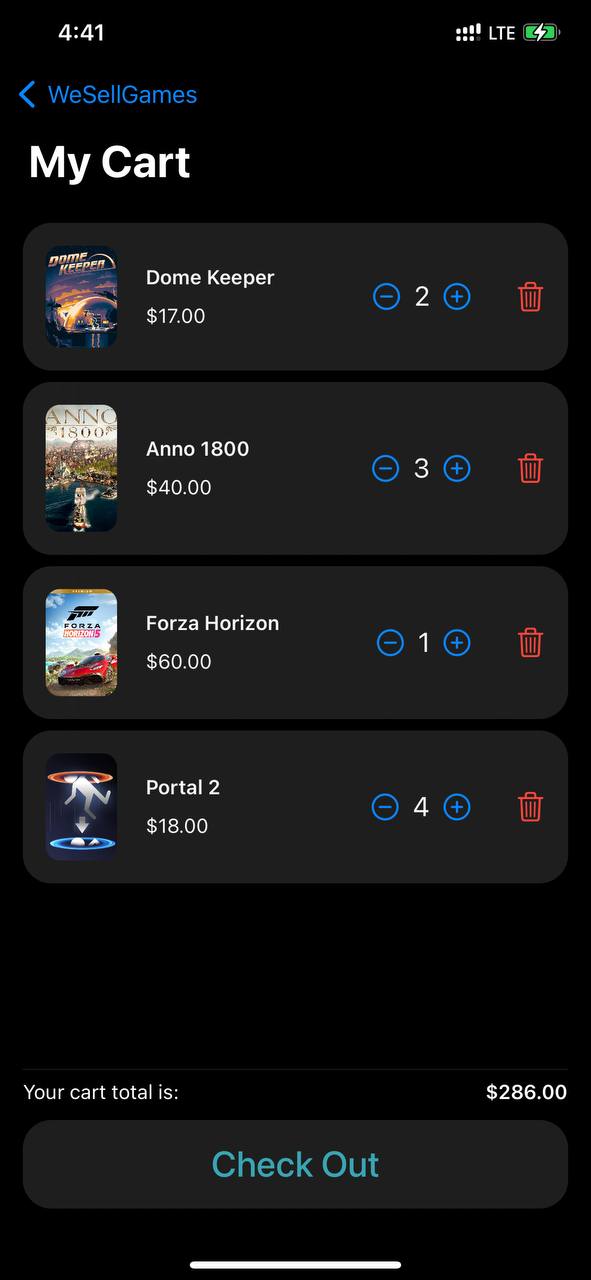 4:41
LTE
WeSellGames
My Cart
DOME
KEEPER
Dome Keeper
$17.00
2
ANNO
1800
Anno 1800
$40.00
3
PREMIUM
FORZA
HORIZON 5
Forza Horizon
$60.00
1
Portal 2
$18.00
4
Your cart total is:
$286.00
Check Out